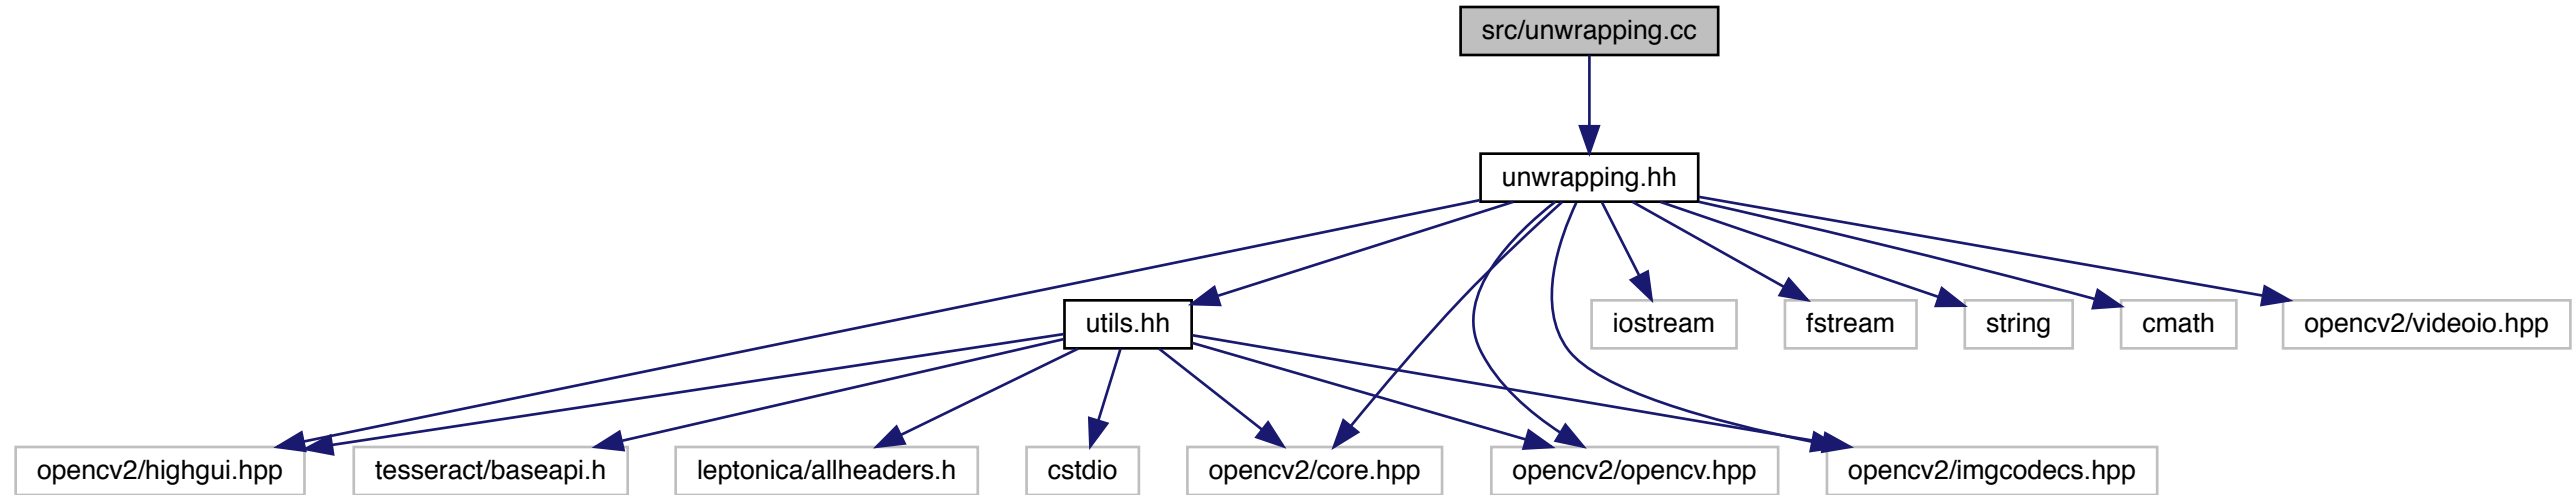 src/unwrapping.cc
unwrapping.hh
utils.hh
iostream
fstream
string
cmath
opencv2/videoio.hpp
opencv2/highgui.hpp
tesseract/baseapi.h
leptonica/allheaders.h
cstdio
opencv2/core.hpp
opencv2/opencv.hpp
opencv2/imgcodecs.hpp